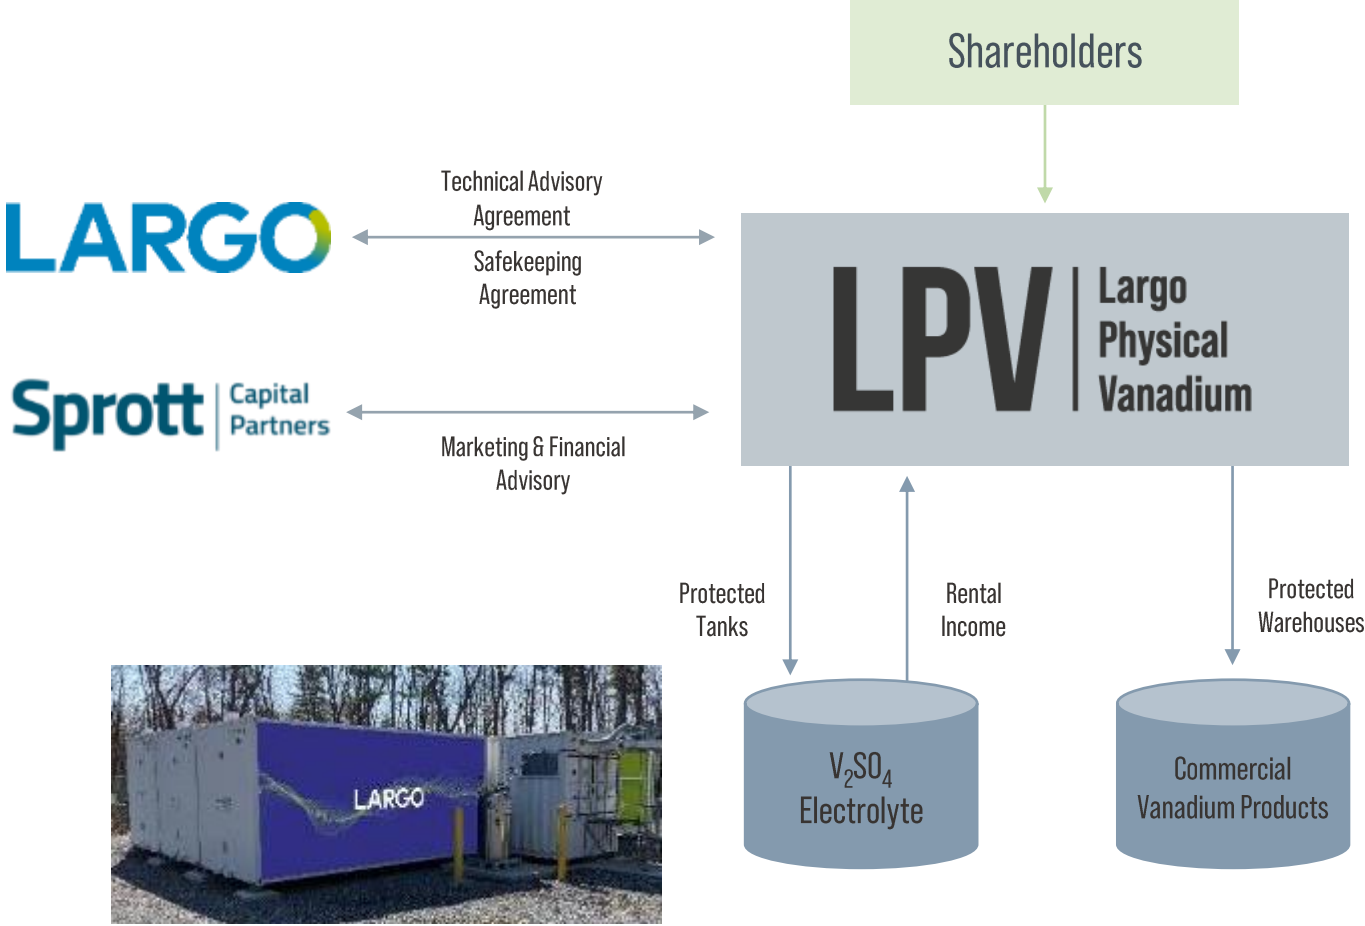 Shareholders
Technical Advisory
Agreement
LARGO
Safekeeping
Agreement
LPV
Largo
Physical
Vanadium
Sprott
Capital
Partners
Marketing & Financial
Advisory
Protected
Tanks
Rental
Income
Protected
Warehouses
LARGO
V₂SO₄
Electrolyte
Commercial
Vanadium Products